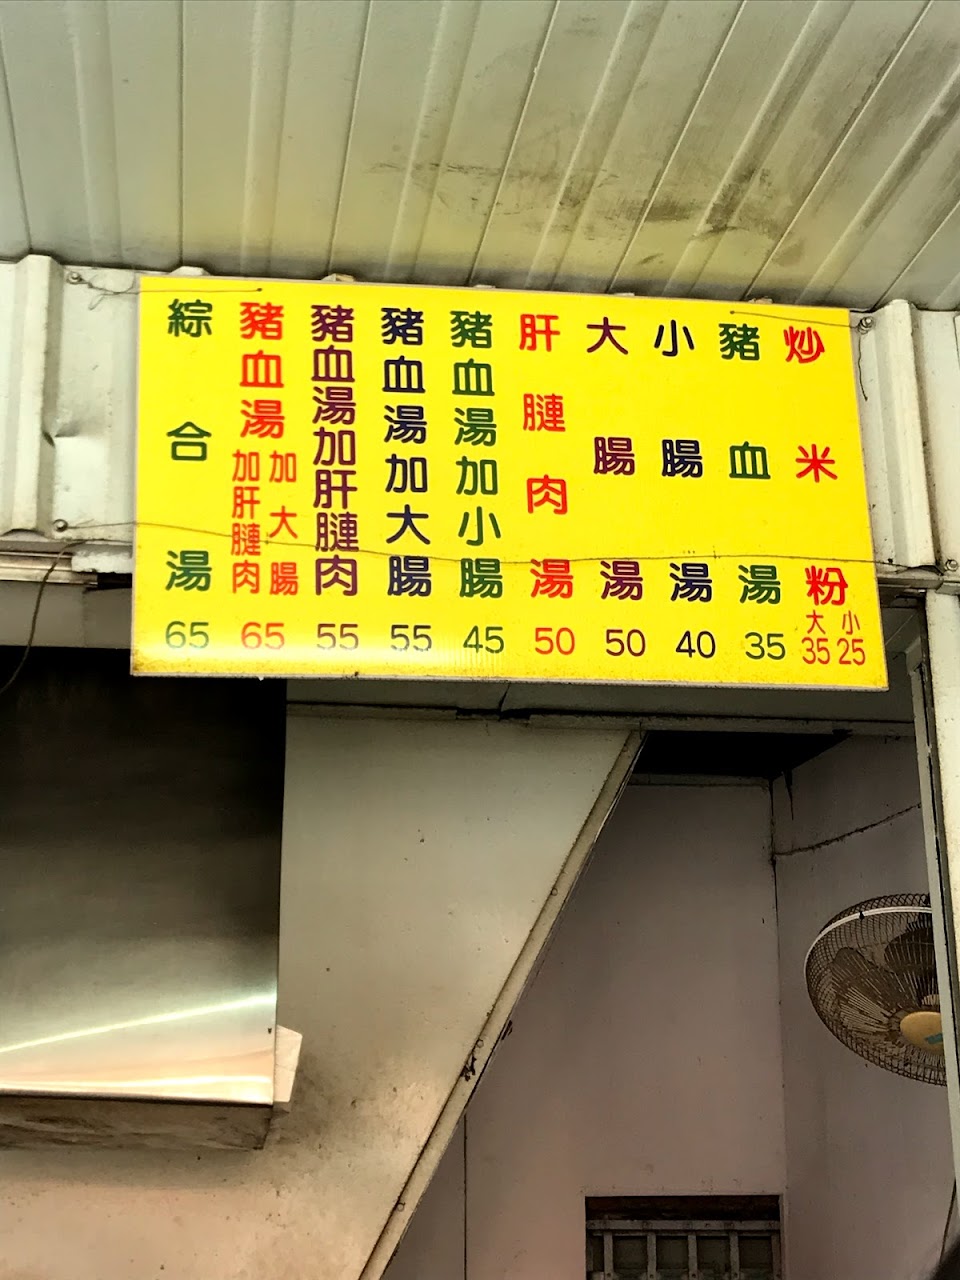 炒米粉 大35 小25
豬血湯 35
小腸湯 40
大腸湯 50
肝腱肉湯 50
豬血湯加小腸 45
豬血湯加大腸 55
豬血湯加肝腱肉 55
豬血湯加大腸加肝腱肉 65
綜合湯 65